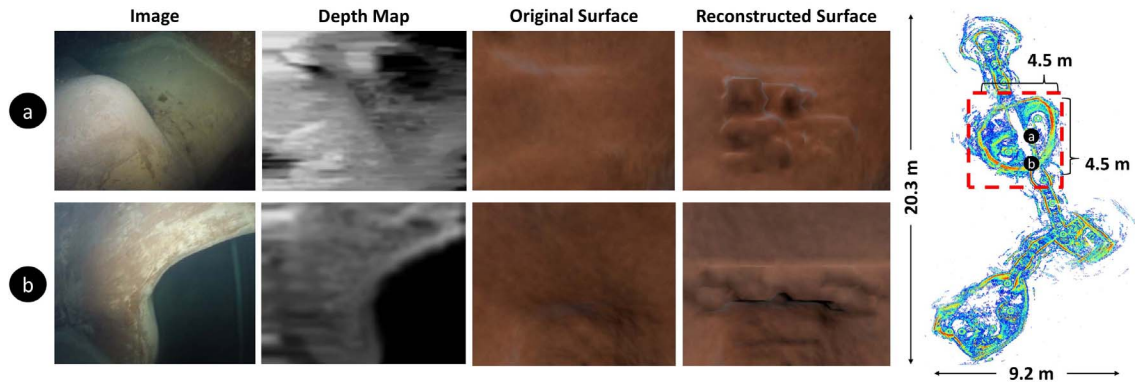 Image Depth Map Original Surface Reconstructed Surface
4.5 m
a
a
4.5 m
b
20.3 m
b
9.2 m